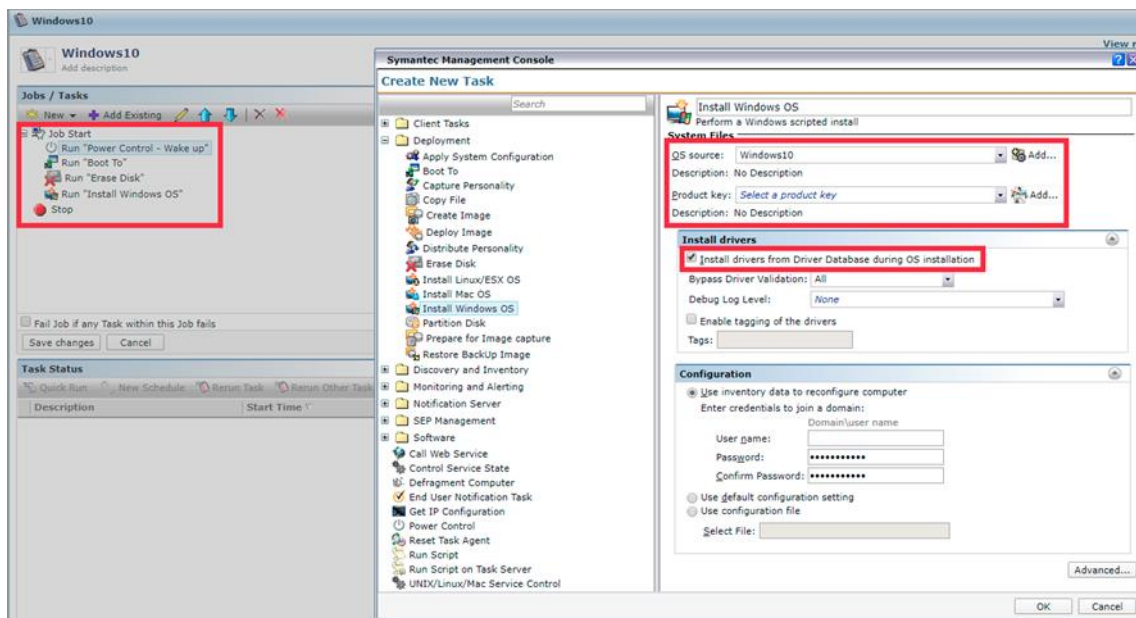 Windows10
Windows10
Add description
View
Jobs / Tasks
New Add Existing
Job Start
Run "Power Control - Wake up"
Run "Boot To"
Run "Erase Disk"
Run "Install Windows OS"
Stop
Fail Job if any Task within this Job fails
Save changes Cancel
Task Status
Quick Run New Schedule Rerun Task Rerun Other Task
Description Start Time
Symantec Management Console
Create New Task
Search
Client Tasks
Deployment
Apply System Configuration
Boot To
Capture Personality
Copy File
Create Image
Deploy Image
Distribute Personality
Erase Disk
Install Linux/ESX OS
Install Mac OS
Install Windows OS
Partition Disk
Prepare for Image capture
Restore BackUp Image
Discovery and Inventory
Monitoring and Alerting
Notification Server
SEP Management
Software
Call Web Service
Control Service State
Defragment Computer
End User Notification Task
Get IP Configuration
Power Control
Reset Task Agent
Run Script
Run Script on Task Server
UNIX/Linux/Mac Service Control
Install Windows OS
Perform a Windows scripted install
System Files
OS source: Windows10 Add...
Description: No Description
Product key: Select a product key Add...
Description: No Description
Install drivers
Install drivers from Driver Database during OS installation
Bypass Driver Validation: All
Debug Log Level: None
Enable tagging of the drivers
Tags:
Configuration
Use inventory data to reconfigure computer
Enter credentials to join a domain:
Domain\user name
User name:
Password: •••••••••••
Confirm Password: •••••••••••
Use default configuration setting
Use configuration file
Select File:
Advanced...
OK Cancel